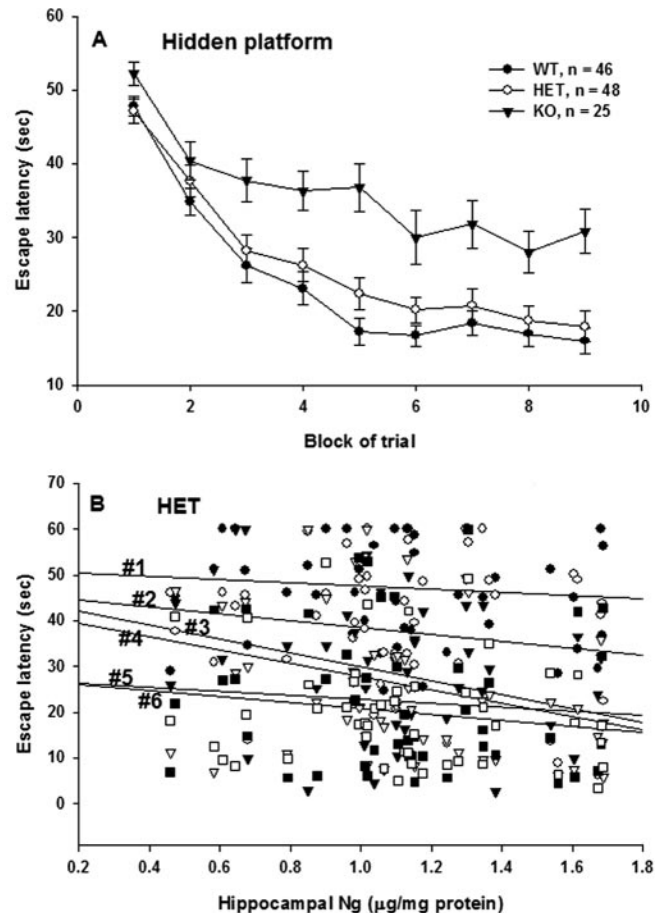 A Hidden platform
WT, n = 46
HET, n = 48
KO, n = 25
Escape latency (sec)
60
50
40
30
20
10
0 2 4 6 8 10
Block of trial
B HET
Escape latency (sec)
70
60
50
40
30
20
10
0
#1
#2
#3
#4
#5
#6
0.2 0.4 0.6 0.8 1.0 1.2 1.4 1.6 1.8
Hippocampal Ng (μg/mg protein)